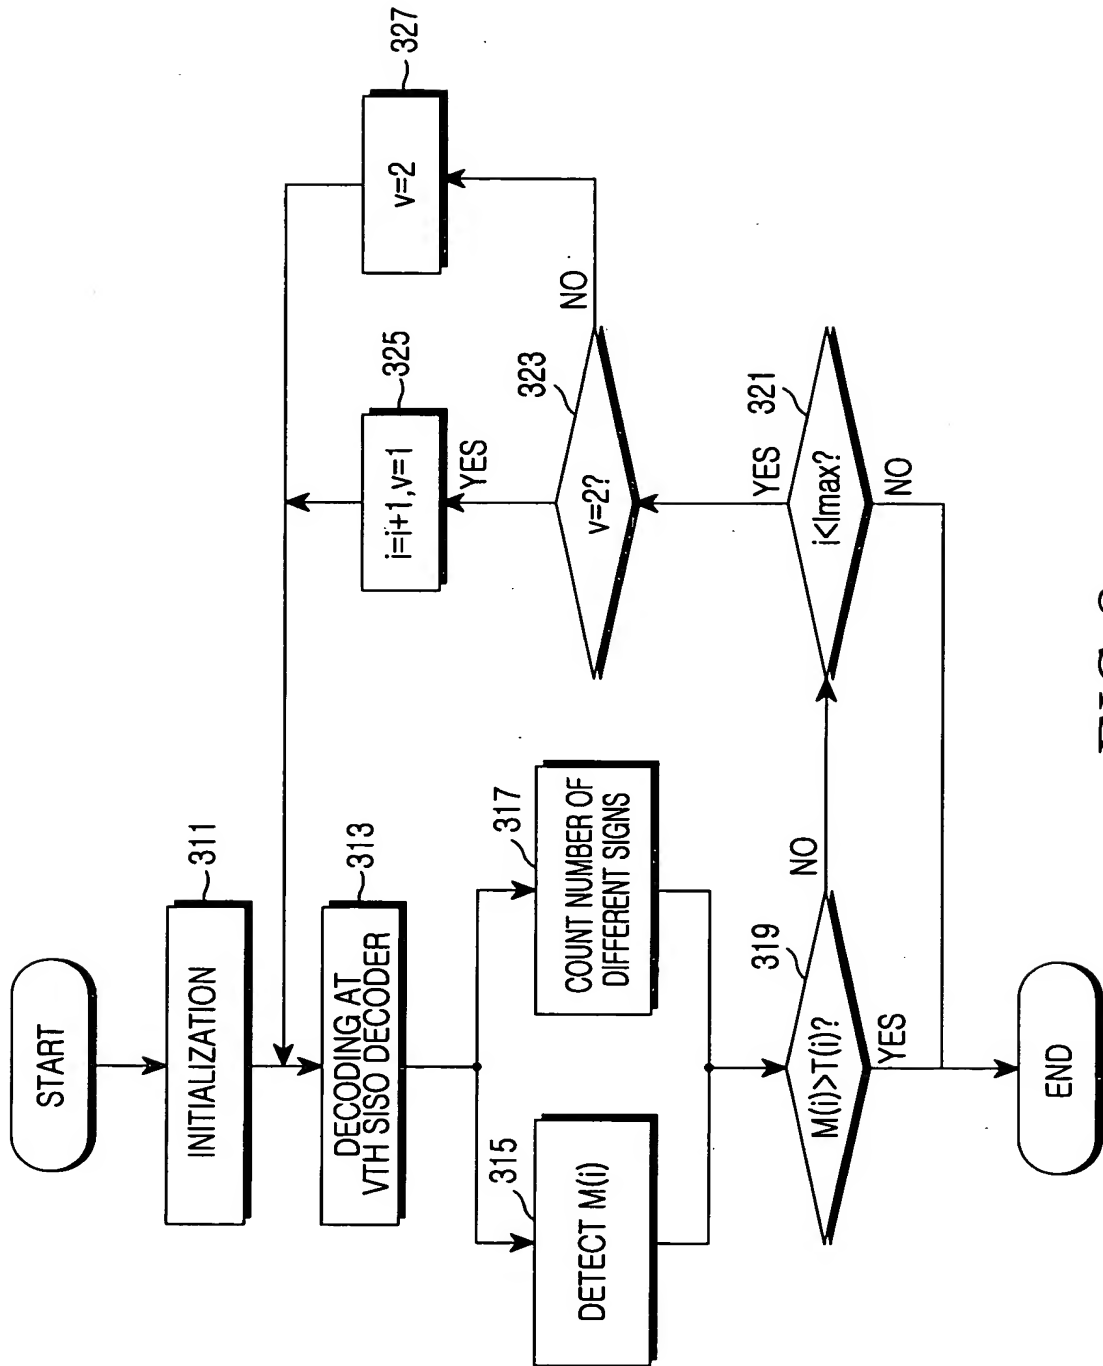 START
311
INITIALIZATION
313
DECODING AT
VTH SISO DECODER
315
DETECT M(i)
317
COUNT NUMBER OF
DIFFERENT SIGNS
319
M(i)>T(i)?
NO
YES
321
i<Imax?
YES
NO
323
v=2?
YES
NO
325
i=i+1,v=1
327
v=2
END